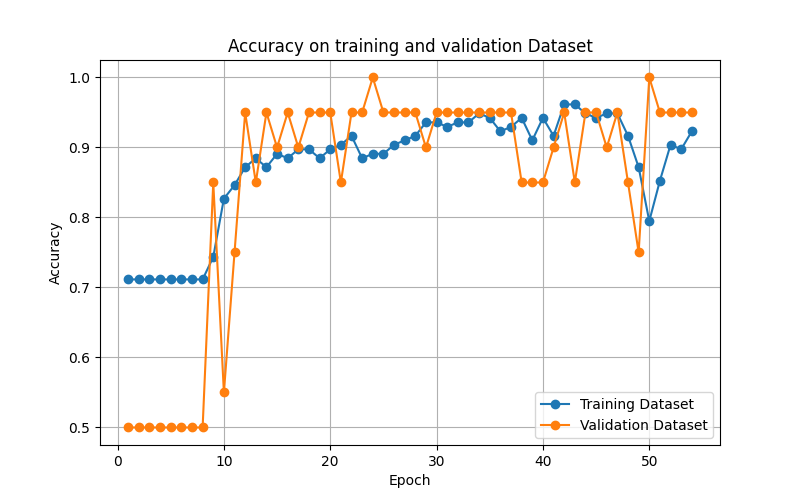 Accuracy on training and validation Dataset
Accuracy
1.0
0.9
0.8
0.7
0.6
0.5
0
10
20
30
40
50
Epoch
Training Dataset
Validation Dataset